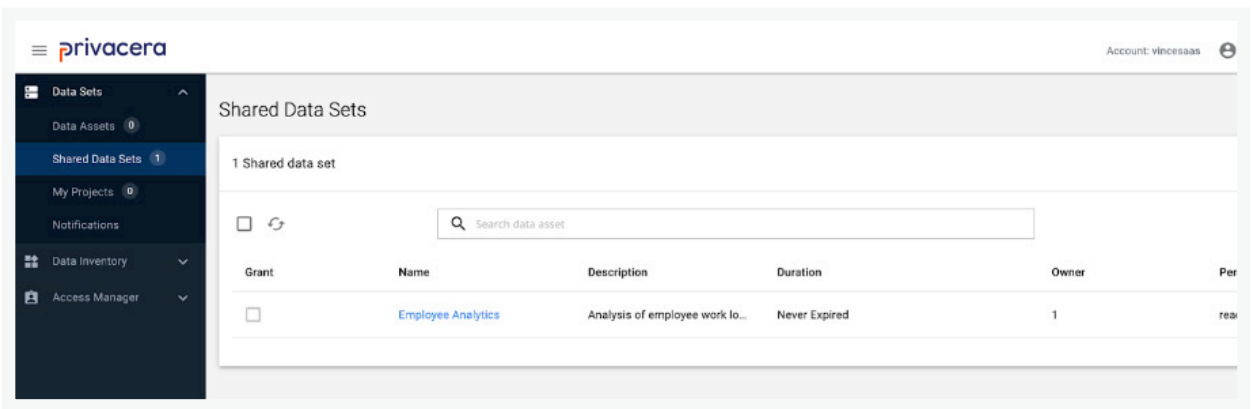 privacera
Account: vincesaas
Data Sets
Data Assets 0
Shared Data Sets 1
My Projects 0
Notifications
Data Inventory
Access Manager
Shared Data Sets
1 Shared data set
Search data asset
Grant Name Description Duration Owner
Employee Analytics Analysis of employee work lo... Never Expired 1